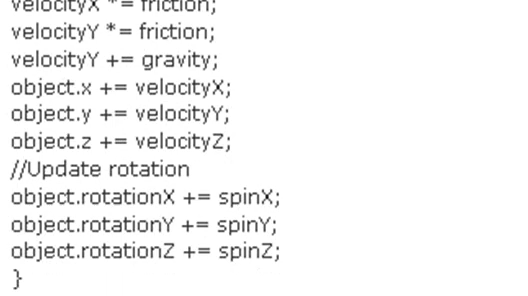 velocityX *= friction;
velocityY *= friction;
velocityY += gravity;
object.x += velocityX;
object.y += velocityY;
object.z += velocityZ;
//Update rotation
object.rotationX += spinX;
object.rotationY += spinY;
object.rotationZ += spinZ;
}